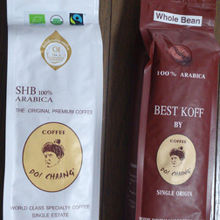 SHB 100%
ARABICA
THE ORIGINAL PREMIUM COFFEE
COFFEE
DOI CHAANG
WORLD CLASS SPECIALTY COFFEE
SINGLE ESTATE
Whole Bean
100% ARABICA
BEST KOFF
BY
COFFEE
DOI CHAANG
SINGLE ORIGIN